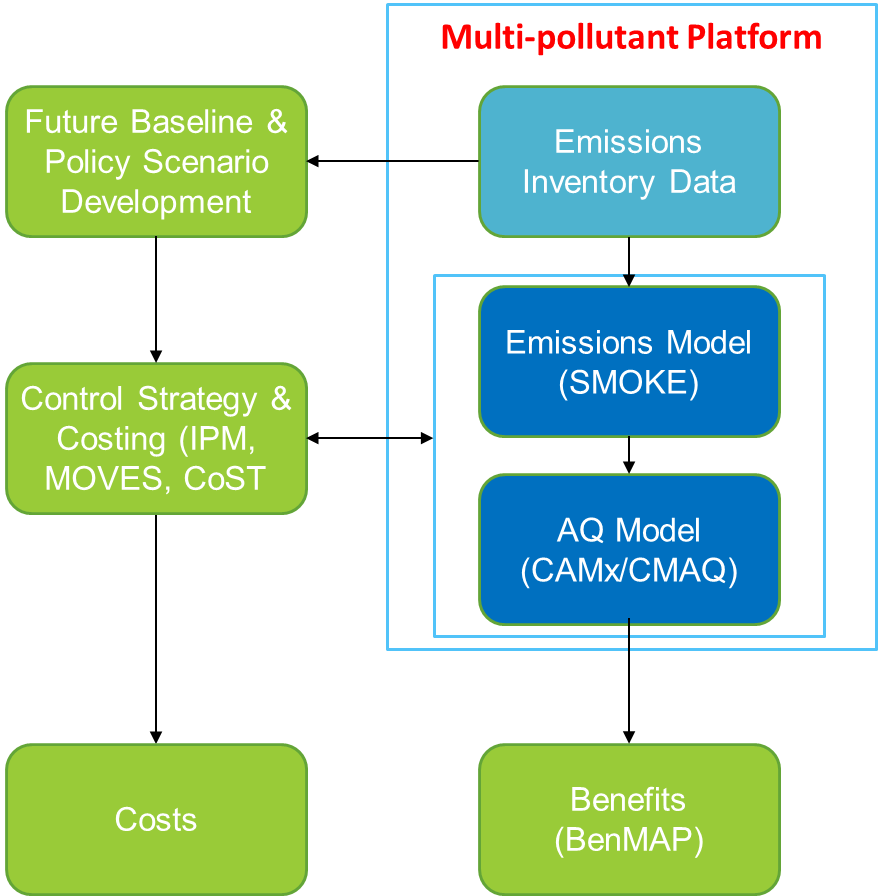 Multi-pollutant Platform
Future Baseline &
Policy Scenario
Development
Emissions
Inventory Data
Emissions Model
(SMOKE)
Control Strategy &
Costing (IPM,
MOVES, CoST
AQ Model
(CAMx/CMAQ)
Costs
Benefits
(BenMAP)